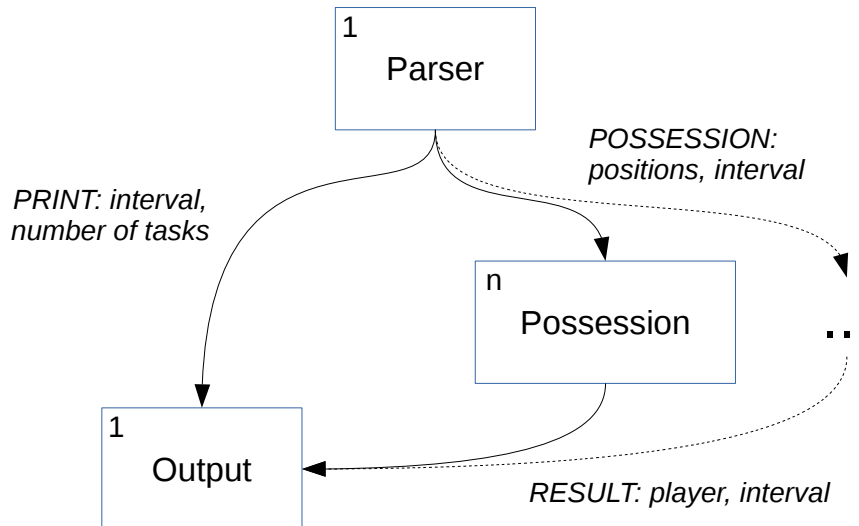 1
Parser
POSSESSION:
positions, interval
PRINT: interval,
number of tasks
n
Possession
..
1
Output
RESULT: player, interval